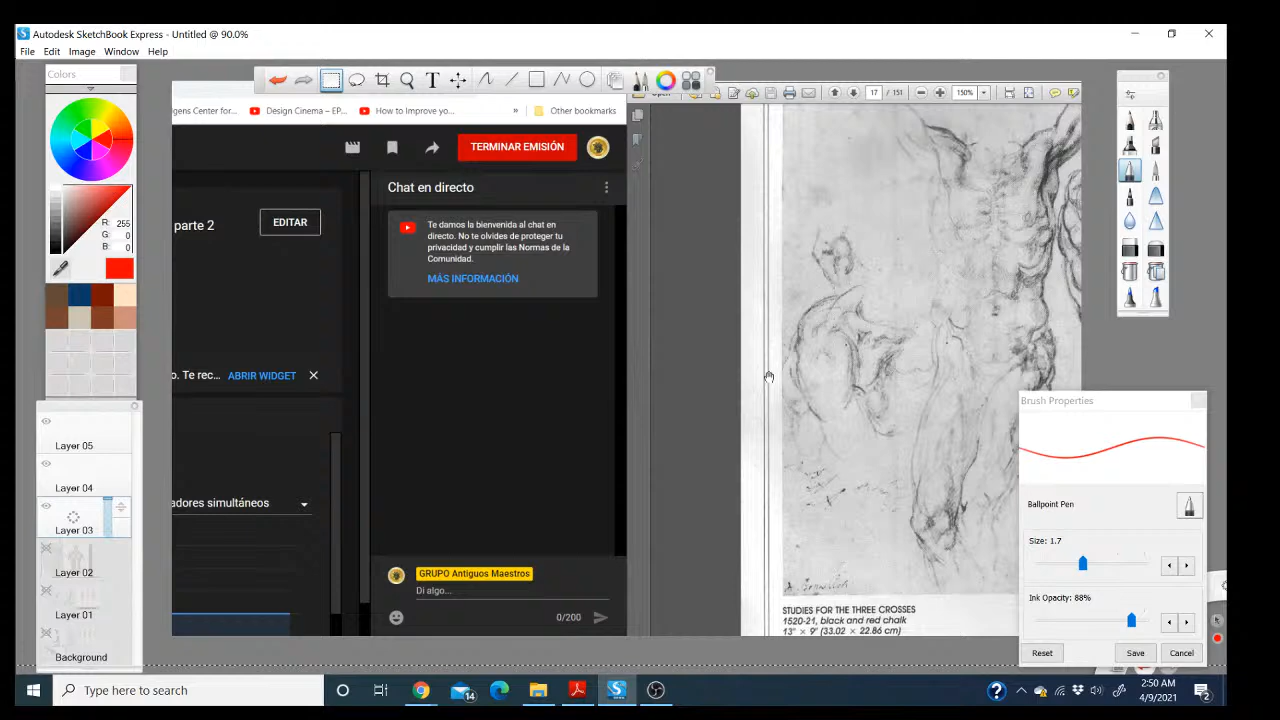 Autodesk SketchBook Express - Untitled @ 90.0%
File Edit Image Window Help
Colors
R: 255
G: 0
B: 0
Layer 05
Layer 04
Layer 03
Layer 02
Layer 01
Background
T
gens Center for
Design Cinema – EP...
How to Improve yo...
»
Other bookmarks
TERMINAR EMISIÓN
parte 2
EDITAR
Chat en directo
Te damos la bienvenida al chat en
directo. No te olvides de proteger tu
privacidad y cumplir las Normas de la
Comunidad.
MÁS INFORMACIÓN
o. Te rec...
ABRIR WIDGET
adores simultáneos
GRUPO Antiguos Maestros
Di algo...
0/200
17 / 151
150%
STUDIES FOR THE THREE CROSSES
1520-21, black and red chalk
13" × 9" (33.02 × 22.86 cm)
Brush Properties
Ballpoint Pen
Size: 1.7
Ink Opacity: 88%
Reset
Save
Cancel
Type here to search
14
2:50 AM
4/9/2021
2